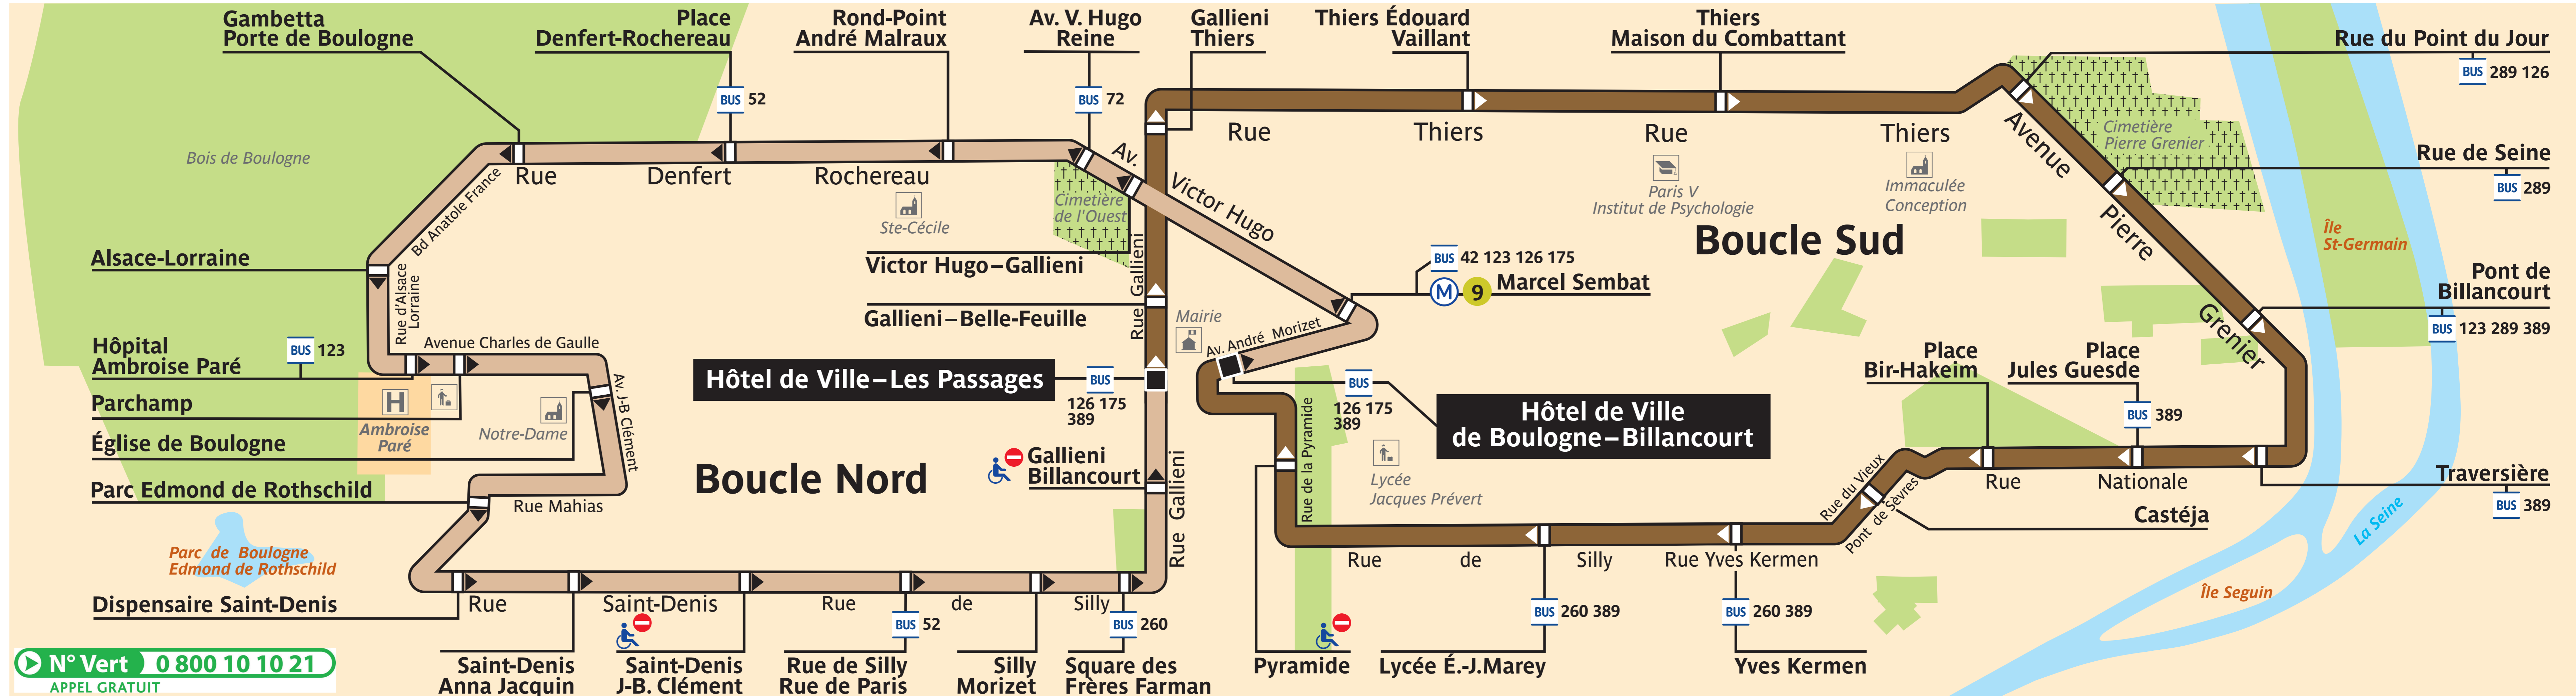 Gambetta
Porte de Boulogne
Place
Denfert-Rochereau
BUS 52
Rond-Point
André Malraux
Av. V. Hugo
Reine
BUS 72
Gallieni
Thiers
Thiers Édouard
Vaillant
Thiers
Maison du Combattant
Rue du Point du Jour
BUS 289 126
Rue de Seine
BUS 289
Pont de
Billancourt
BUS 123 289 389
Traversière
BUS 389
Bois de Boulogne
Rue Denfert Rochereau
Bd Anatole France
Av. Victor Hugo
Rue Thiers Rue Thiers
Avenue Pierre Grenier
Cimetière
Pierre Grenier
Ste-Cécile
Cimetière
de l'Ouest
Paris V
Institut de Psychologie
Immaculée
Conception
Île
St-Germain
Boucle Sud
Alsace-Lorraine
Rue d'Alsace
Lorraine
Victor Hugo–Gallieni
Gallieni–Belle-Feuille
Rue Gallieni
Mairie
Av. André Morizet
BUS 42 123 126 175
M 9 Marcel Sembat
Hôpital
Ambroise Paré
BUS 123
Avenue Charles de Gaulle
Parchamp
H
Ambroise
Paré
Église de Boulogne
Notre-Dame
Av. J-B Clément
Parc Edmond de Rothschild
Rue Mahias
Hôtel de Ville–Les Passages
BUS
126 175
389
BUS
126 175
389
Hôtel de Ville
de Boulogne–Billancourt
Place
Bir-Hakeim
Place
Jules Guesde
BUS 389
Boucle Nord
Gallieni
Billancourt
Rue Gallieni
Rue de la Pyramide
Lycée
Jacques Prévert
Rue Nationale
Rue du Vieux
Pont de Sèvres
Castéja
La Seine
Île Seguin
Parc de Boulogne
Edmond de Rothschild
Dispensaire Saint-Denis
Rue Saint-Denis Rue de Silly
Rue de Silly Rue Yves Kermen
BUS 52
BUS 260
BUS 260 389
BUS 260 389
Saint-Denis
Anna Jacquin
Saint-Denis
J-B. Clément
Rue de Silly
Rue de Paris
Silly
Morizet
Square des
Frères Farman
Pyramide
Lycée É.-J.Marey
Yves Kermen
N° Vert 0 800 10 10 21
APPEL GRATUIT